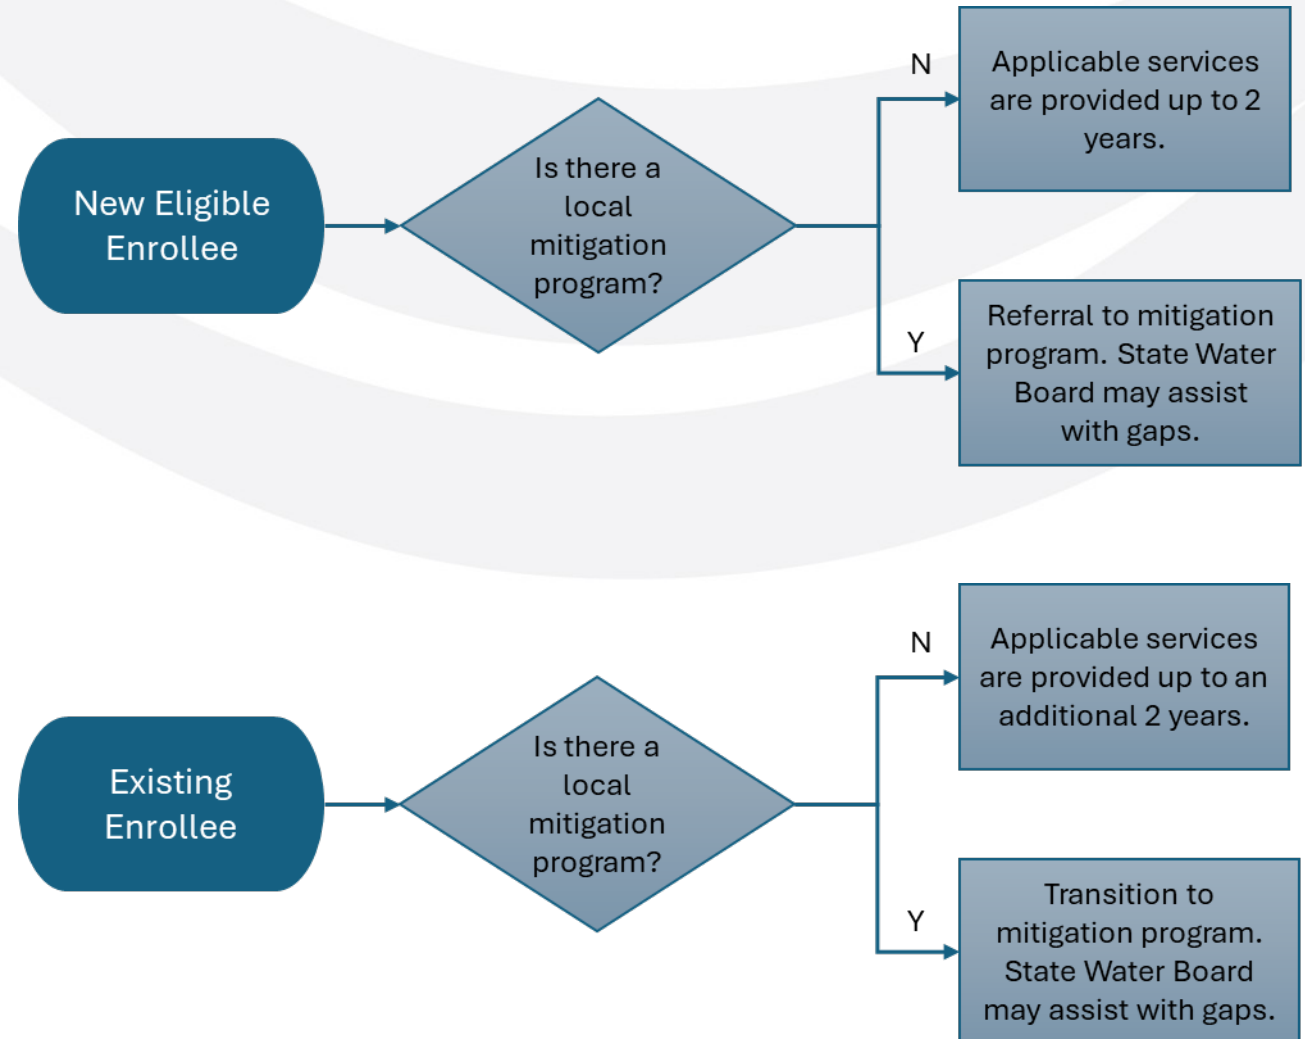 New Eligible
Enrollee
Is there a
local
mitigation
program?
N
Applicable services
are provided up to 2
years.
Y
Referral to mitigation
program. State Water
Board may assist
with gaps.
Existing
Enrollee
Is there a
local
mitigation
program?
N
Applicable services
are provided up to an
additional 2 years.
Y
Transition to
mitigation program.
State Water Board
may assist with gaps.